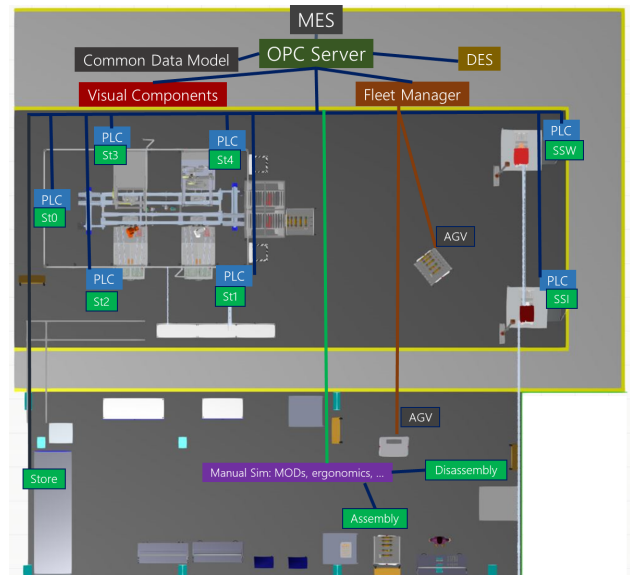 MES
OPC Server
Common Data Model
DES
Visual Components
Fleet Manager
PLC
St3
PLC
St4
PLC
SSW
PLC
St0
AGV
PLC
St2
PLC
St1
PLC
SSI
AGV
Manual Sim: MODs, ergonomics, ...
Disassembly
Store
Assembly